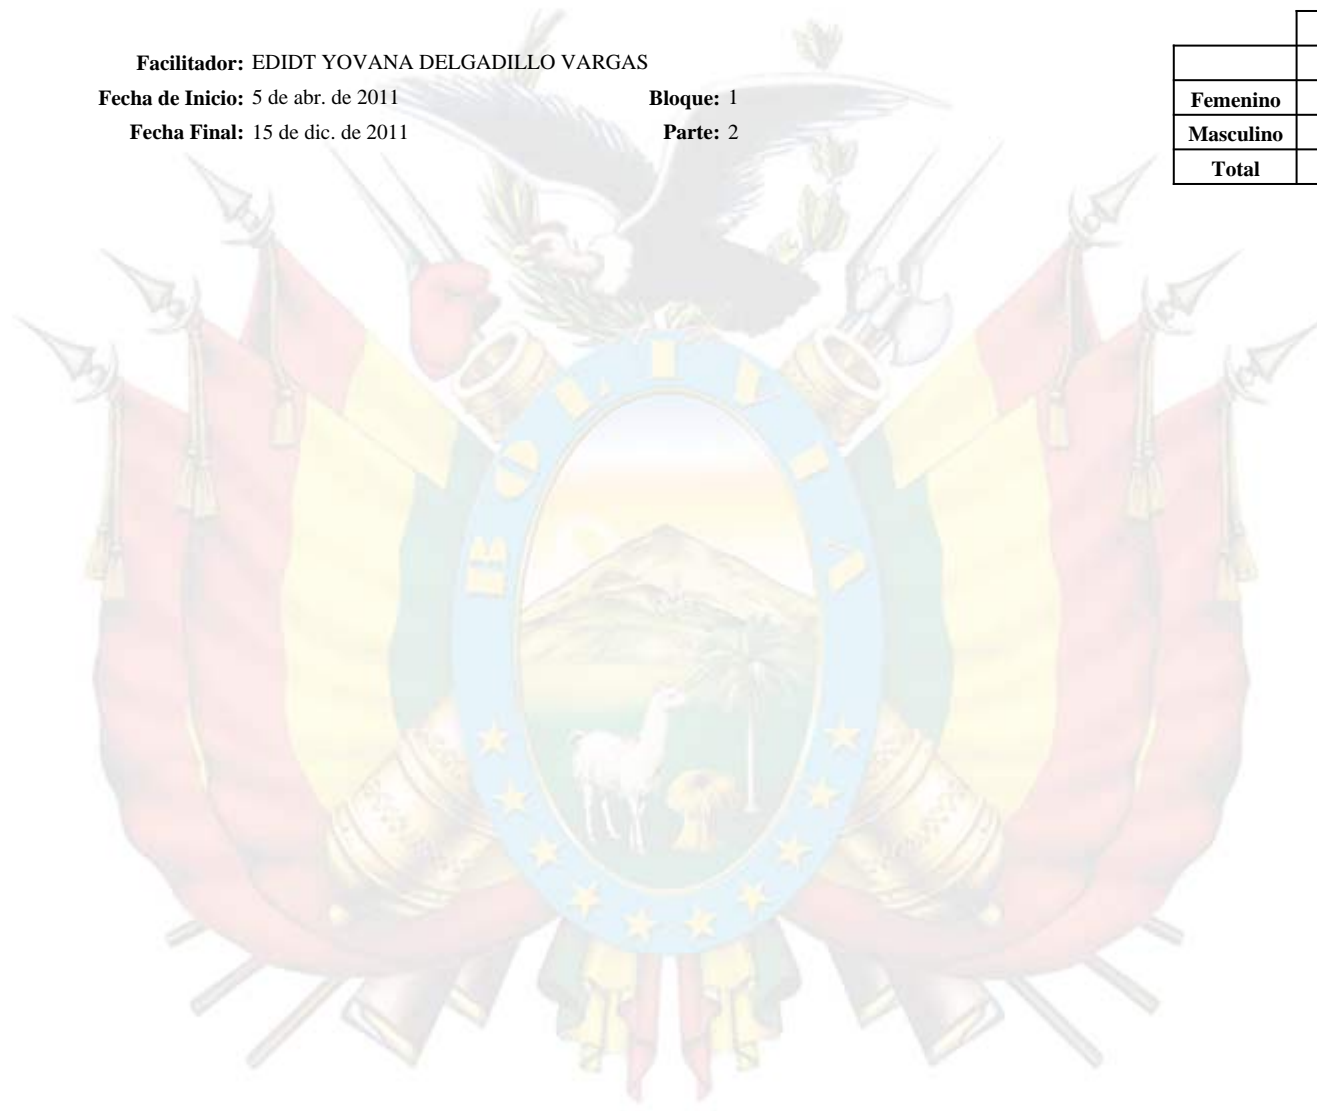 Facilitador: EDIDT YOVANA DELGADILLO VARGAS
Fecha de Inicio: 5 de abr. de 2011 Bloque: 1
Fecha Final: 15 de dic. de 2011 Parte: 2
Femenino
Masculino
Total
BOLIVIA